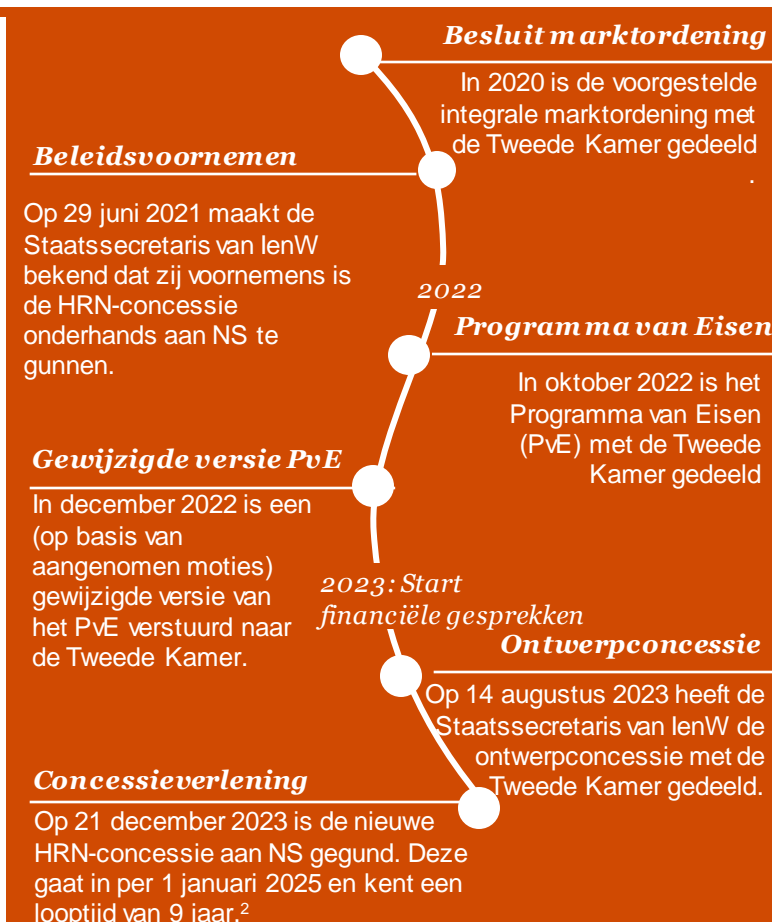 Besluit marktordening
In 2020 is de voorgestelde
integrale marktordening met
de Tweede Kamer gedeeld
.
Beleidsvoornemen
Op 29 juni 2021 maakt de
Staatssecretaris van IenW
bekend dat zij voornemens is
de HRN-concessie
onderhands aan NS te
gunnen.
2022
Programma van Eisen
In oktober 2022 is het
Programma van Eisen
(PvE) met de Tweede
Kamer gedeeld
Gewijzigde versie PvE
In december 2022 is een
(op basis van
aangenomen moties)
gewijzigde versie van
het PvE verstuurd naar
de Tweede Kamer.
2023: Start
financiële gesprekken
Ontwerpconcessie
Op 14 augustus 2023 heeft de
Staatssecretaris van IenW de
ontwerpconcessie met de
Tweede Kamer gedeeld.
Concessieverlening
Op 21 december 2023 is de nieuwe
HRN-concessie aan NS gegund. Deze
gaat in per 1 januari 2025 en kent een
looptijd van 9 jaar.²